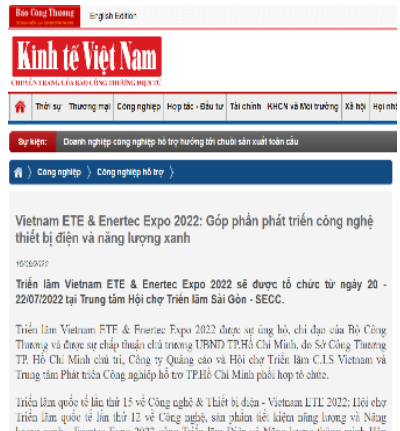 Báo Công Thương English Edition
Kinh tế Việt Nam
CHUYÊN TRANG CỦA BÁO CÔNG THƯƠNG ĐIỆN TỬ
Thời sự Thương mại Công nghiệp Hợp tác - Đầu tư Tài chính KHCN và Môi trường Xã hội Hội nhậ
Sự kiện: Doanh nghiệp công nghiệp hỗ trợ hướng tới chuỗi sản xuất toàn cầu
Công nghiệp Công nghiệp hỗ trợ
Vietnam ETE & Enertec Expo 2022: Góp phần phát triển công nghệ
thiết bị điện và năng lượng xanh
Triển lãm Vietnam ETE & Enertec Expo 2022 sẽ được tổ chức từ ngày 20 -
22/07/2022 tại Trung tâm Hội chợ Triển lãm Sài Gòn - SECC.
Triển lãm Vietnam ETE & Enertec Expo 2022 được sự ủng hộ, chỉ đạo của Bộ Công
Thương và được sự chấp thuận chủ trương UBND TP.Hồ Chí Minh, do Sở Công Thương
TP. Hồ Chí Minh chủ trì, Công ty Quảng cáo và Hội chợ Triển lãm C.I.S Vietnam và
Trung tâm Phát triển Công nghiệp hỗ trợ TP.Hồ Chí Minh phối hợp tổ chức.
Triển lãm quốc tế lần thứ 15 về Công nghệ & Thiết bị điện - Vietnam ETE 2022; Hội chợ
Triển lãm quốc tế lần thứ 12 về Công nghệ, sản phẩm tiết kiệm năng lượng và Năng